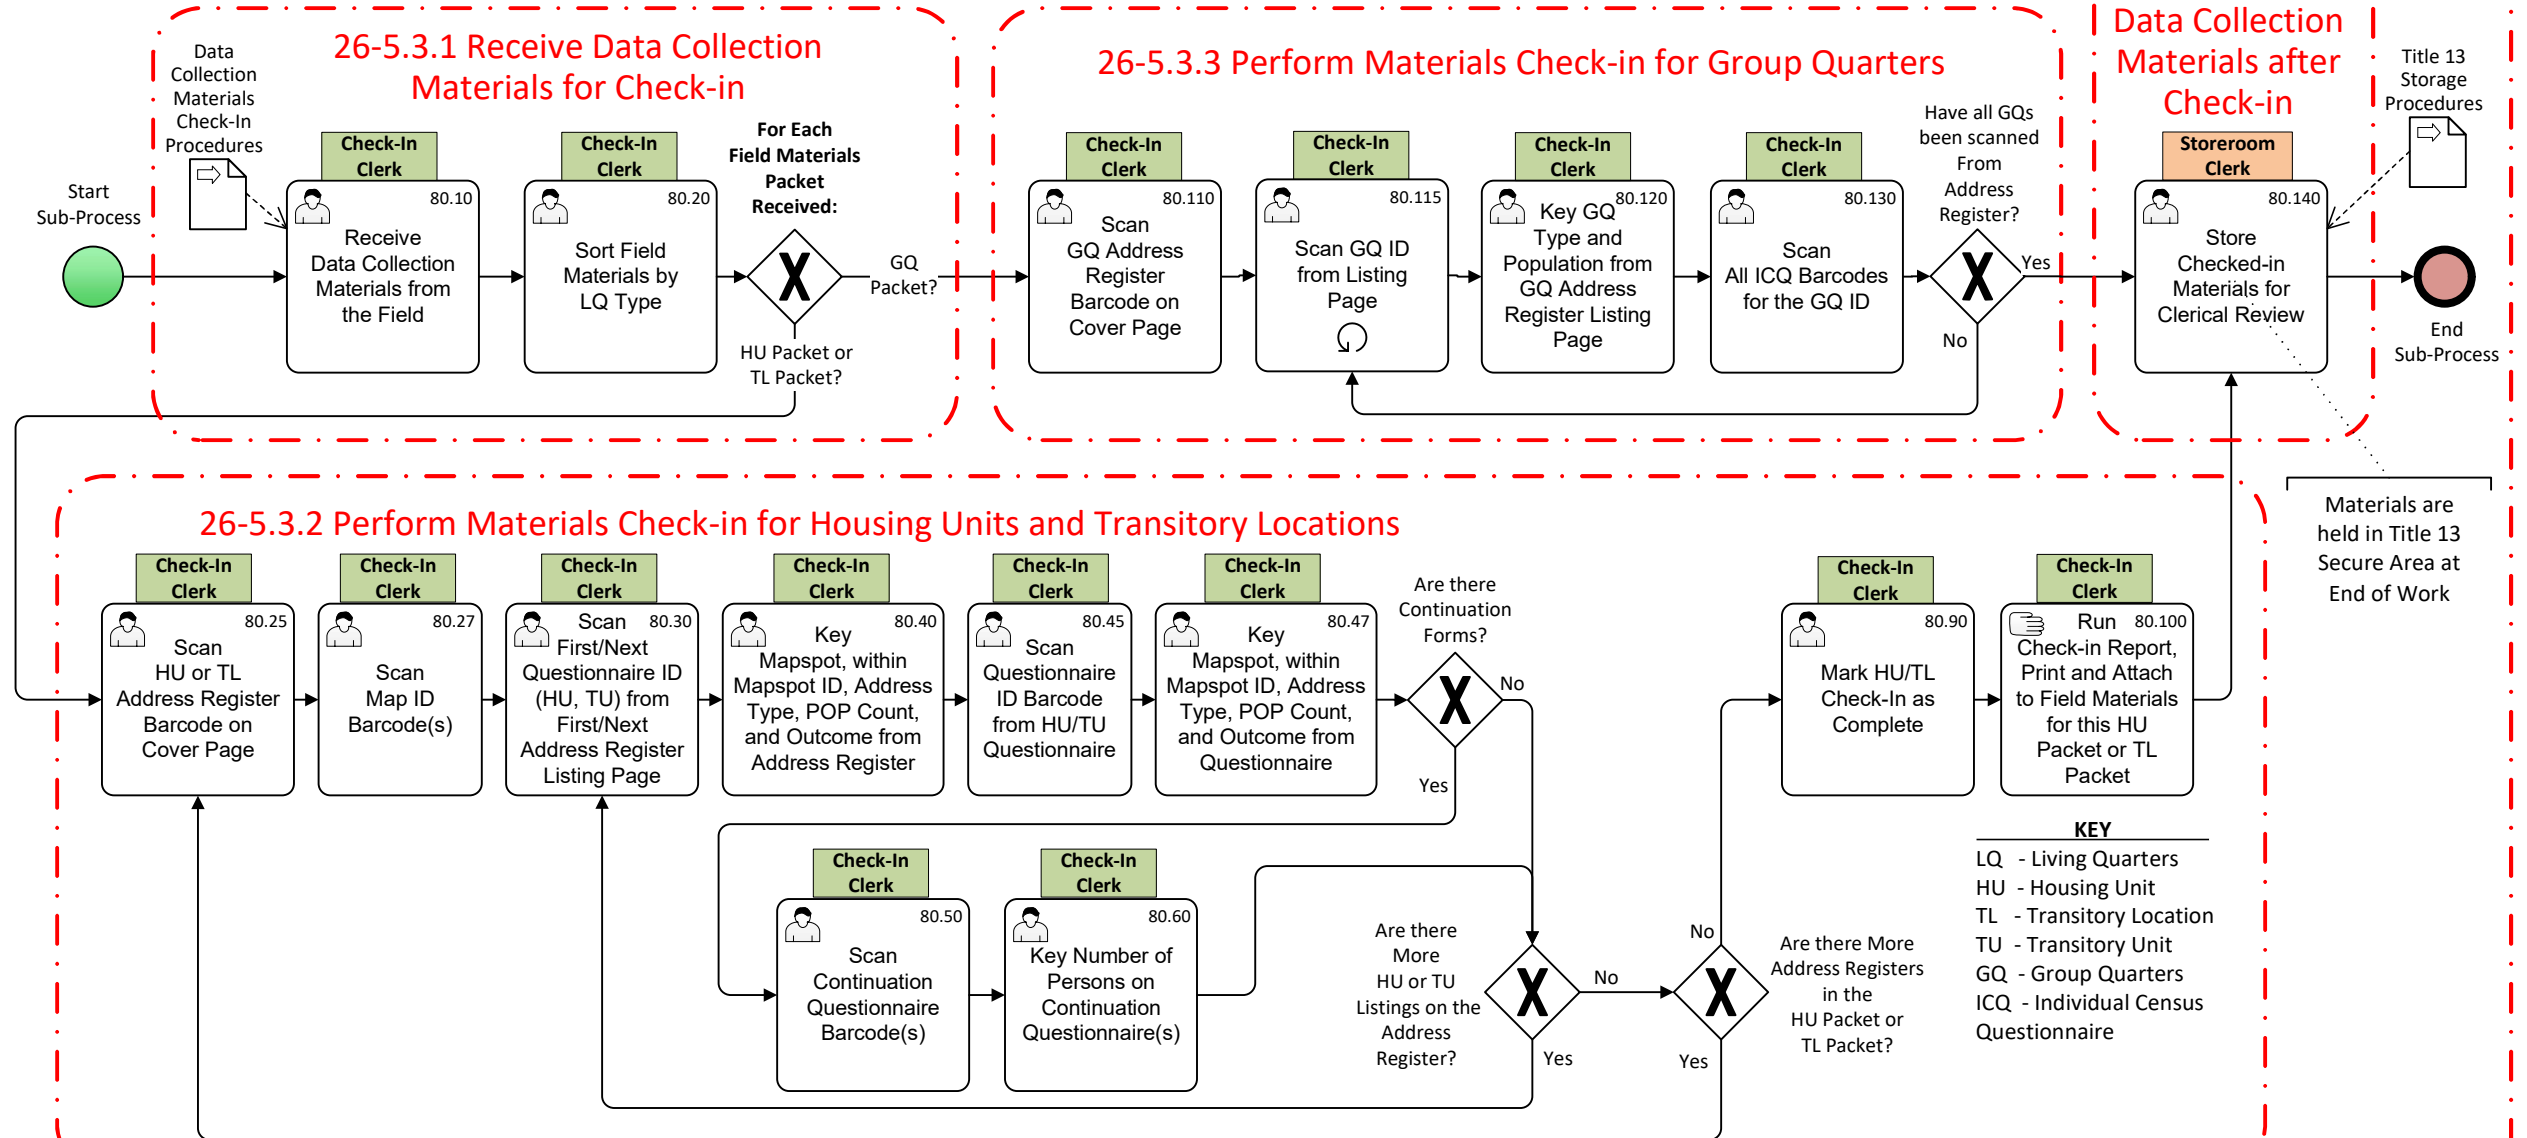 26-5.3.1 Receive Data Collection
Materials for Check-in
Data
Collection
Materials
Check-In
Procedures
Start
Sub-Process
Check-In
Clerk
80.10
Receive
Data Collection
Materials from
the Field
Check-In
Clerk
80.20
Sort Field
Materials by
LQ Type
For Each
Field Materials
Packet
Received:
X
GQ
Packet?
HU Packet or
TL Packet?
26-5.3.3 Perform Materials Check-in for Group Quarters
Check-In
Clerk
80.110
Scan
GQ Address
Register
Barcode on
Cover Page
Check-In
Clerk
80.115
Scan GQ ID
from Listing
Page
Check-In
Clerk
80.120
Key GQ
Type and
Population from
GQ Address
Register Listing
Page
Check-In
Clerk
80.130
Scan
All ICQ Barcodes
for the GQ ID
Have all GQs
been scanned
From
Address
Register?
X
Yes
No
Data Collection
Materials after
Check-in
Storeroom
Clerk
80.140
Store
Checked-in
Materials for
Clerical Review
Title 13
Storage
Procedures
End
Sub-Process
Materials are
held in Title 13
Secure Area at
End of Work
26-5.3.2 Perform Materials Check-in for Housing Units and Transitory Locations
Check-In
Clerk
80.25
Scan
HU or TL
Address Register
Barcode on
Cover Page
Check-In
Clerk
80.27
Scan
Map ID
Barcode(s)
Check-In
Clerk
80.30
Scan
First/Next
Questionnaire ID
(HU, TU) from
First/Next
Address Register
Listing Page
Check-In
Clerk
80.40
Key
Mapspot, within
Mapspot ID, Address
Type, POP Count,
and Outcome from
Address Register
Check-In
Clerk
80.45
Scan
Questionnaire
ID Barcode
from HU/TU
Questionnaire
Check-In
Clerk
80.47
Key
Mapspot, within
Mapspot ID, Address
Type, POP Count,
and Outcome from
Questionnaire
Are there
Continuation
Forms?
X
No
Yes
Check-In
Clerk
80.50
Scan
Continuation
Questionnaire
Barcode(s)
Check-In
Clerk
80.60
Key Number of
Persons on
Continuation
Questionnaire(s)
Are there
More
HU or TU
Listings on the
Address
Register?
X
No
Yes
X
No
Yes
Are there More
Address Registers
in the
HU Packet or
TL Packet?
Check-In
Clerk
80.90
Mark HU/TL
Check-In as
Complete
Check-In
Clerk
80.100
Run
Check-in Report,
Print and Attach
to Field Materials
for this HU
Packet or TL
Packet
KEY
LQ - Living Quarters
HU - Housing Unit
TL - Transitory Location
TU - Transitory Unit
GQ - Group Quarters
ICQ - Individual Census
Questionnaire